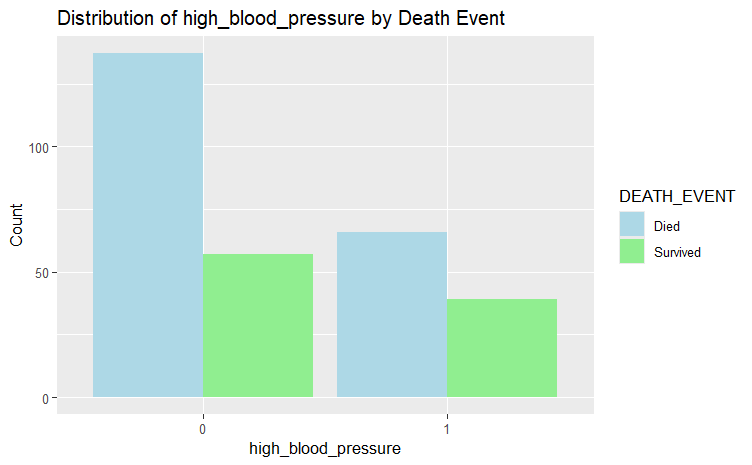 Distribution of high_blood_pressure by Death Event
Count
100
50
0
0
1
high_blood_pressure
DEATH_EVENT
Died
Survived